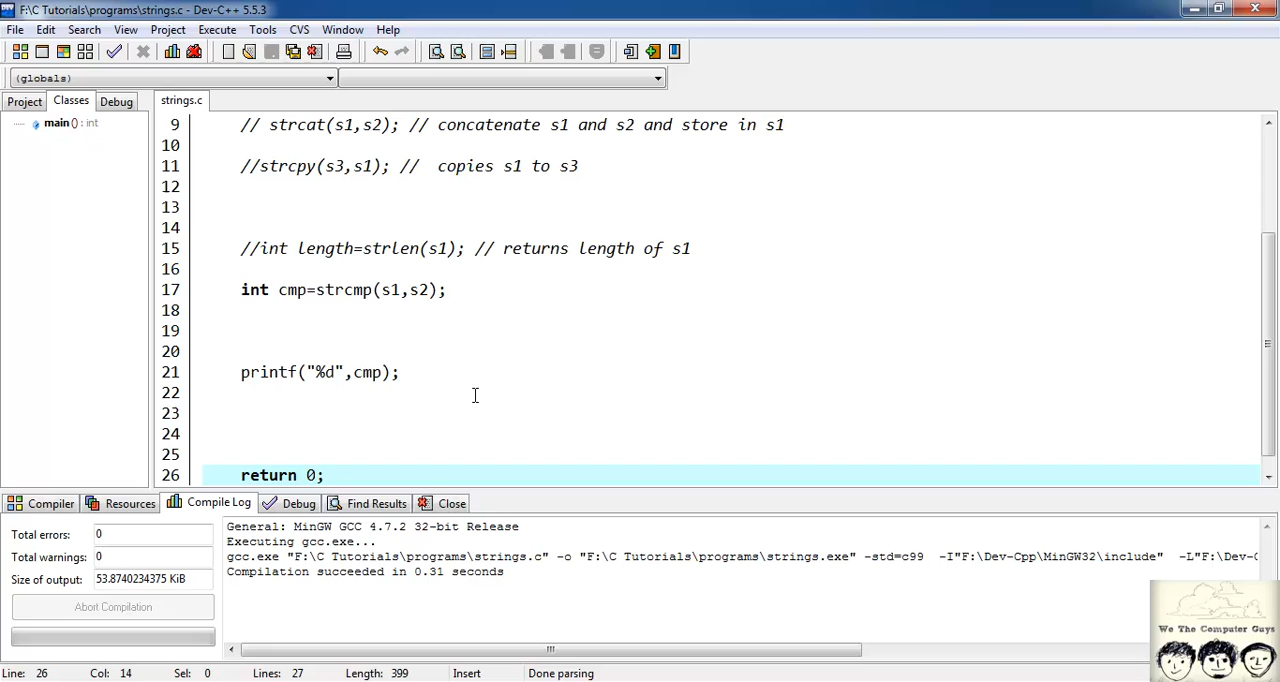 F:\C Tutorials\programs\strings.c - Dev-C++ 5.5.3
File Edit Search View Project Execute Tools CVS Window Help
(globals)
Project Classes Debug
strings.c
main () : int
9 // strcat(s1,s2); // concatenate s1 and s2 and store in s1
10
11 //strcpy(s3,s1); // copies s1 to s3
12
13
14
15 //int length=strlen(s1); // returns length of s1
16
17 int cmp=strcmp(s1,s2);
18
19
20
21 printf("%d",cmp);
22
23
24
25
26 return 0;
Compiler Resources Compile Log Debug Find Results Close
Total errors: 0
Total warnings: 0
Size of output: 53.8740234375 KiB
Abort Compilation
General: MinGW GCC 4.7.2 32-bit Release
Executing gcc.exe...
gcc.exe "F:\C Tutorials\programs\strings.c" -o "F:\C Tutorials\programs\strings.exe" -std=c99 -I"F:\Dev-Cpp\MinGW32\include" -L"F:\Dev-C
Compilation succeeded in 0.31 seconds
We The Computer Guys
Line: 26 Col: 14 Sel: 0 Lines: 27 Length: 399 Insert Done parsing